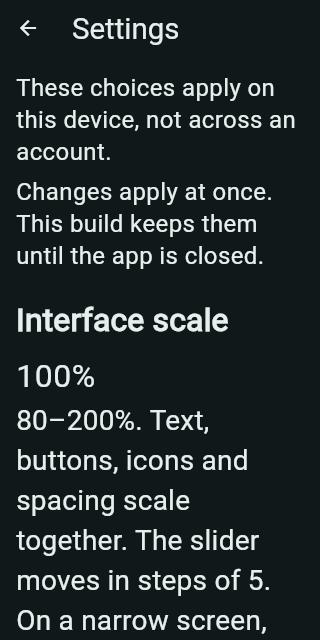 Settings
These choices apply on
this device, not across an
account.
Changes apply at once.
This build keeps them
until the app is closed.
Interface scale
100%
80–200%. Text,
buttons, icons and
spacing scale
together. The slider
moves in steps of 5.
On a narrow screen,